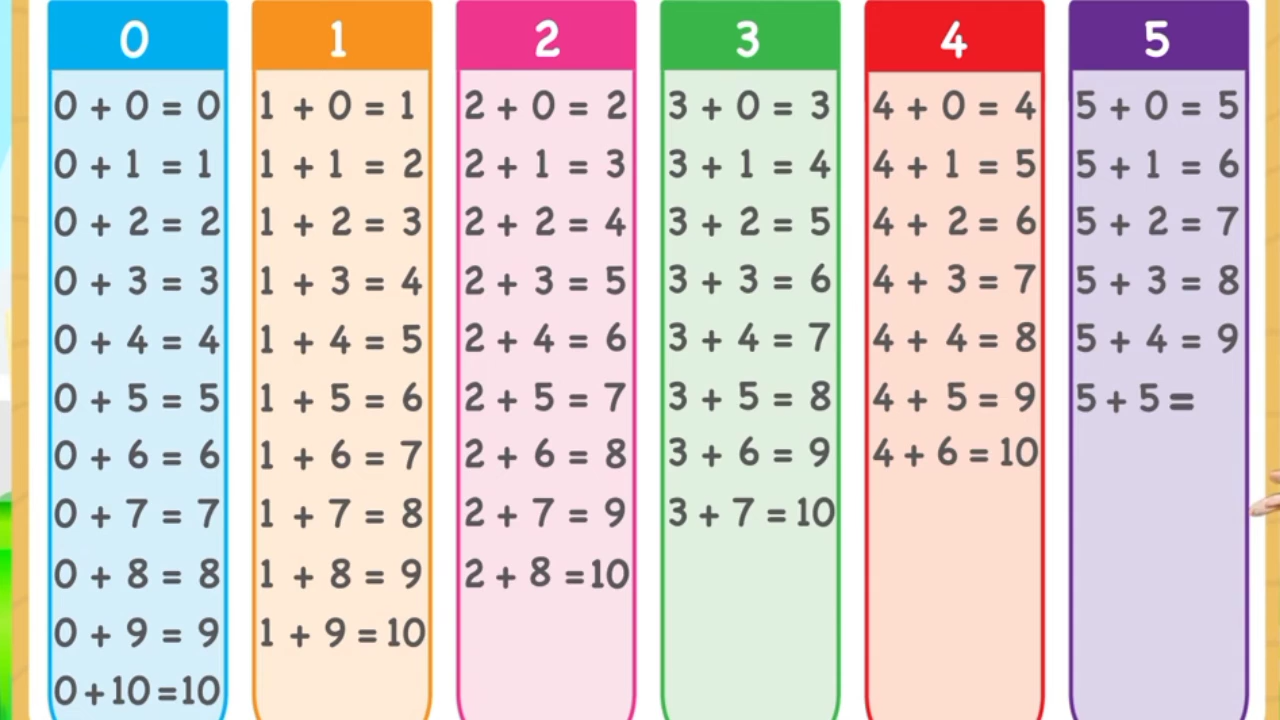 0
0 + 0 = 0
0 + 1 = 1
0 + 2 = 2
0 + 3 = 3
0 + 4 = 4
0 + 5 = 5
0 + 6 = 6
0 + 7 = 7
0 + 8 = 8
0 + 9 = 9
0 + 10 = 10
1
1 + 0 = 1
1 + 1 = 2
1 + 2 = 3
1 + 3 = 4
1 + 4 = 5
1 + 5 = 6
1 + 6 = 7
1 + 7 = 8
1 + 8 = 9
1 + 9 = 10
2
2 + 0 = 2
2 + 1 = 3
2 + 2 = 4
2 + 3 = 5
2 + 4 = 6
2 + 5 = 7
2 + 6 = 8
2 + 7 = 9
2 + 8 = 10
3
3 + 0 = 3
3 + 1 = 4
3 + 2 = 5
3 + 3 = 6
3 + 4 = 7
3 + 5 = 8
3 + 6 = 9
3 + 7 = 10
4
4 + 0 = 4
4 + 1 = 5
4 + 2 = 6
4 + 3 = 7
4 + 4 = 8
4 + 5 = 9
4 + 6 = 10
5
5 + 0 = 5
5 + 1 = 6
5 + 2 = 7
5 + 3 = 8
5 + 4 = 9
5 + 5 =